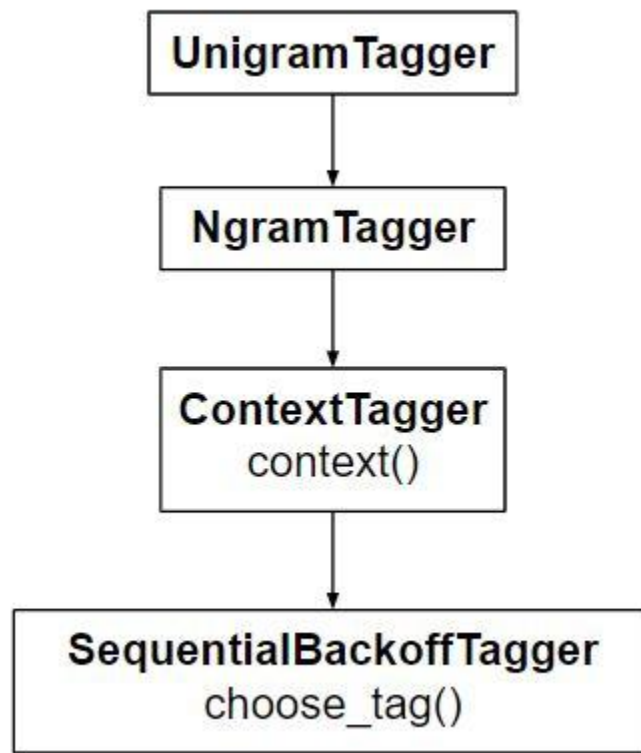 UnigramTagger
NgramTagger
ContextTagger
context()
SequentialBackoffTagger
choose_tag()